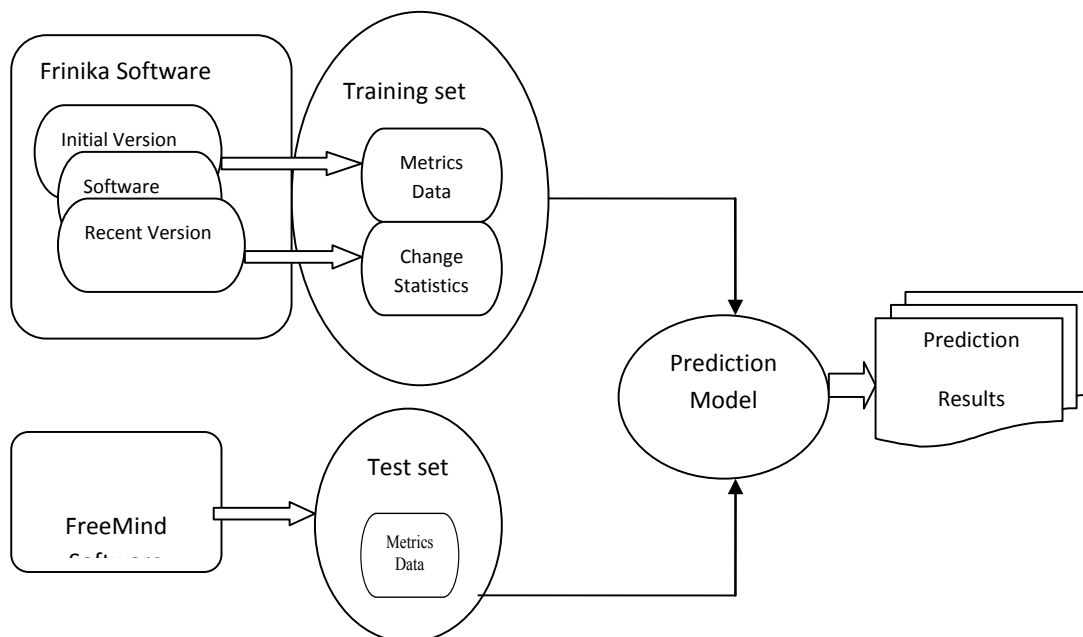 Frinika Software
Initial Version
Software
Recent Version
Training set
Metrics
Data
Change
Statistics
Prediction
Model
Prediction
Results
FreeMind
Software
Test set
Metrics
Data